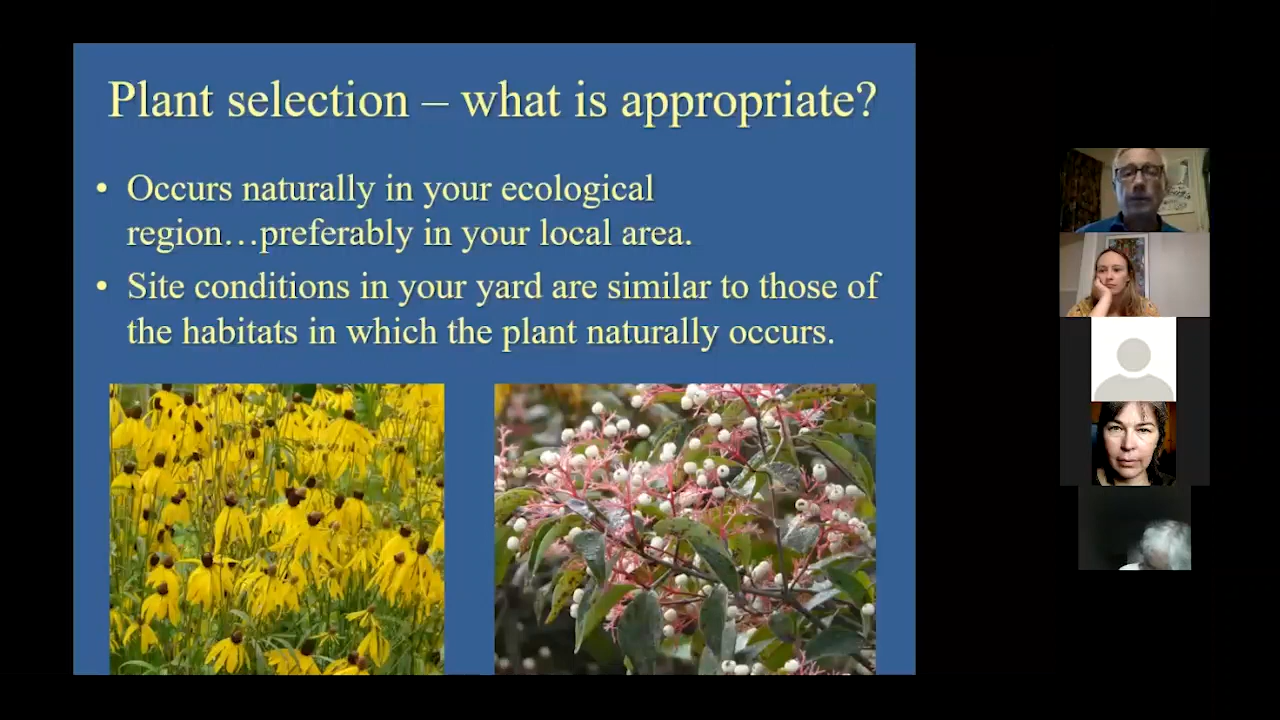 Plant selection – what is appropriate?
• Occurs naturally in your ecological
region…preferably in your local area.
• Site conditions in your yard are similar to those of
the habitats in which the plant naturally occurs.